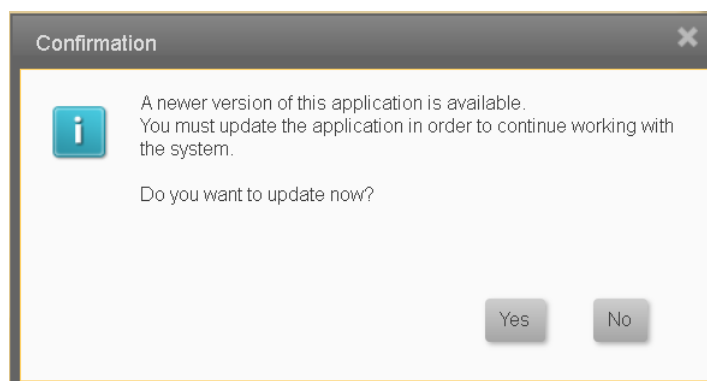 Confirmation
A newer version of this application is available.
You must update the application in order to continue working with
the system.
Do you want to update now?
Yes
No